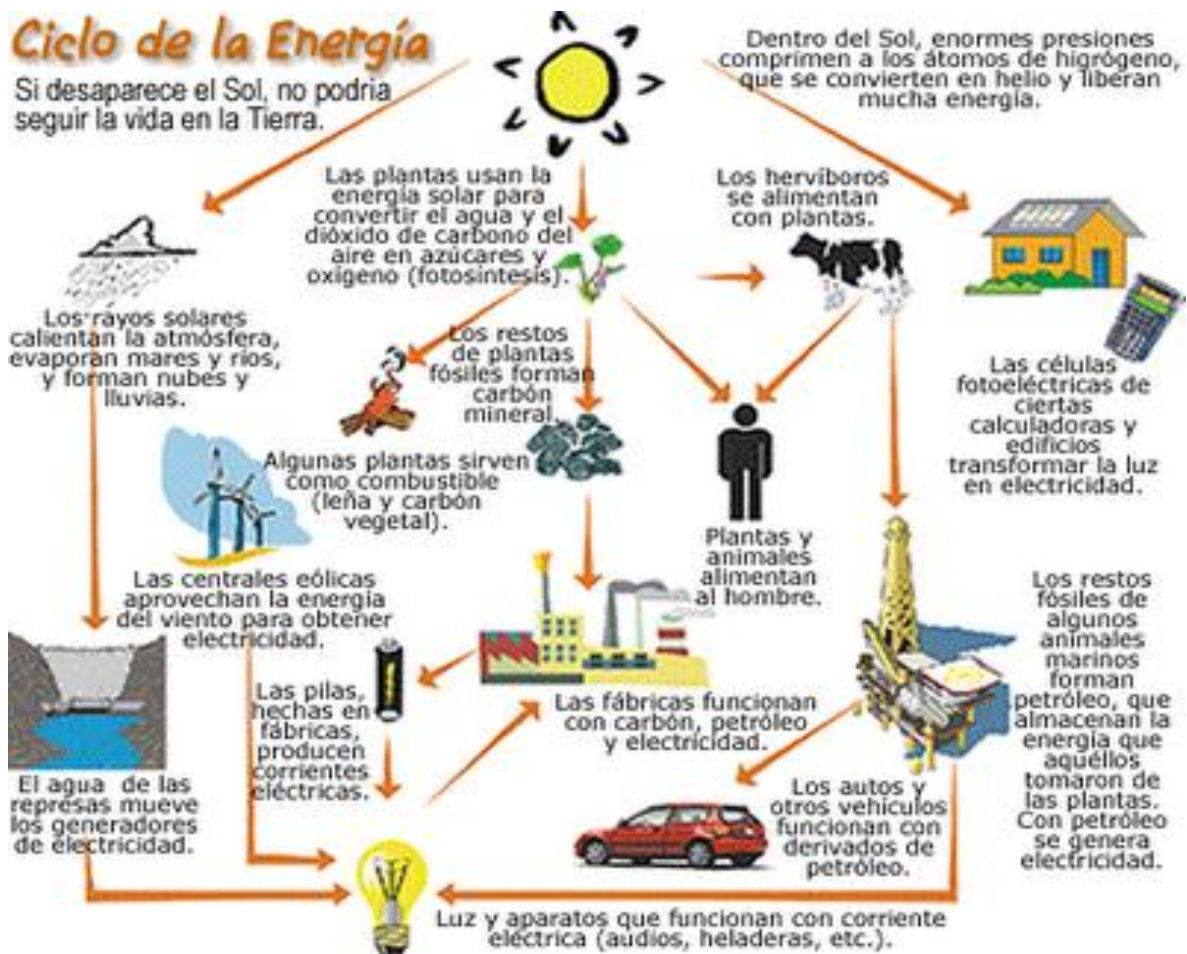 Ciclo de la Energía
Si desaparece el Sol, no podria
seguir la vida en la Tierra.
Dentro del Sol, enormes presiones
comprimen a los átomos de higrógeno,
que se convierten en helio y liberan
mucha energía.
Las plantas usan la
energía solar para
convertir el agua y el
dióxido de carbono del
aire en azúcares y
oxigeno (fotosíntesis).
Los hervíboros
se alimentan
con plantas.
Los rayos solares
calientan la atmósfera,
evaporan mares y ríos,
y forman nubes y
lluvias.
Los restos
de plantas
fósiles forman
carbón
mineral.
Las células
fotoeléctricas de
ciertas
calculadoras y
edificios
transformar la luz
en electricidad.
Algunas plantas sirven
como combustible
(leña y carbón
vegetal).
Plantas y
animales
alimentan
al hombre.
Las centrales eólicas
aprovechan la energía
del viento para obtener
electricidad.
Los restos
fósiles de
algunos
animales
marinos
forman
petróleo, que
almacenan la
energía que
aquéllos
tomaron de
las plantas.
Con petróleo
se genera
electricidad.
Las pilas,
hechas en
fábricas,
producen
corrientes
eléctricas.
Las fábricas funcionan
con carbón, petróleo
y electricidad.
El agua de las
represas mueve
los generadores
de electricidad.
Los autos y
otros vehículos
funcionan con
derivados de
petróleo.
Luz y aparatos que funcionan con corriente
eléctrica (audios, heladeras, etc.).